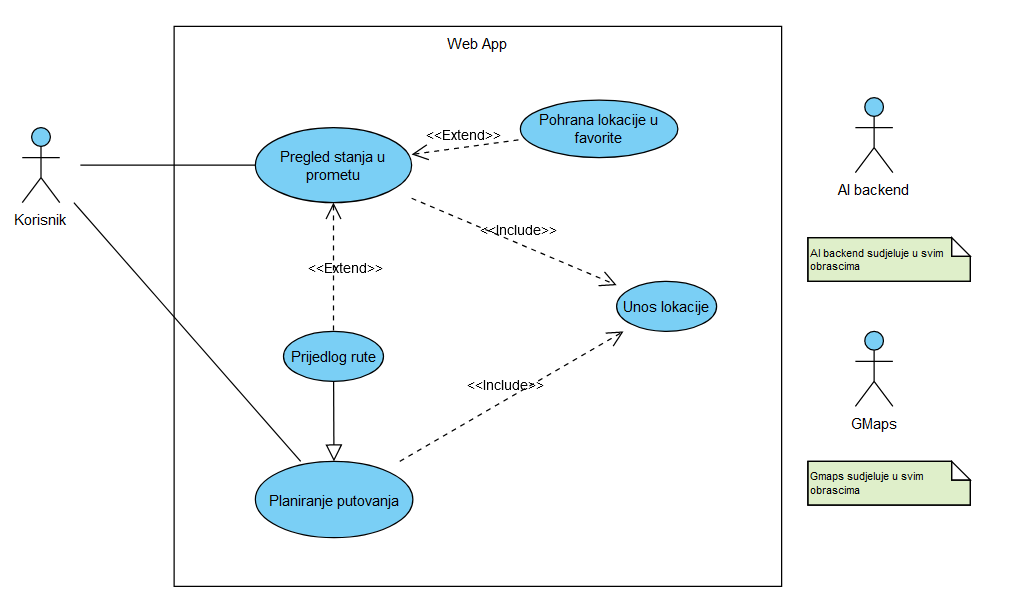 Web App
Korisnik
Pregled stanja u
prometu
<<Extend>>
Pohrana lokacije u
favorite
<<Include>>
<<Extend>>
Unos lokacije
Prijedlog rute
<<Include>>
Planiranje putovanja
AI backend
AI backend sudjeluje u svim
obrascima
GMaps
Gmaps sudjeluje u svim
obrascima